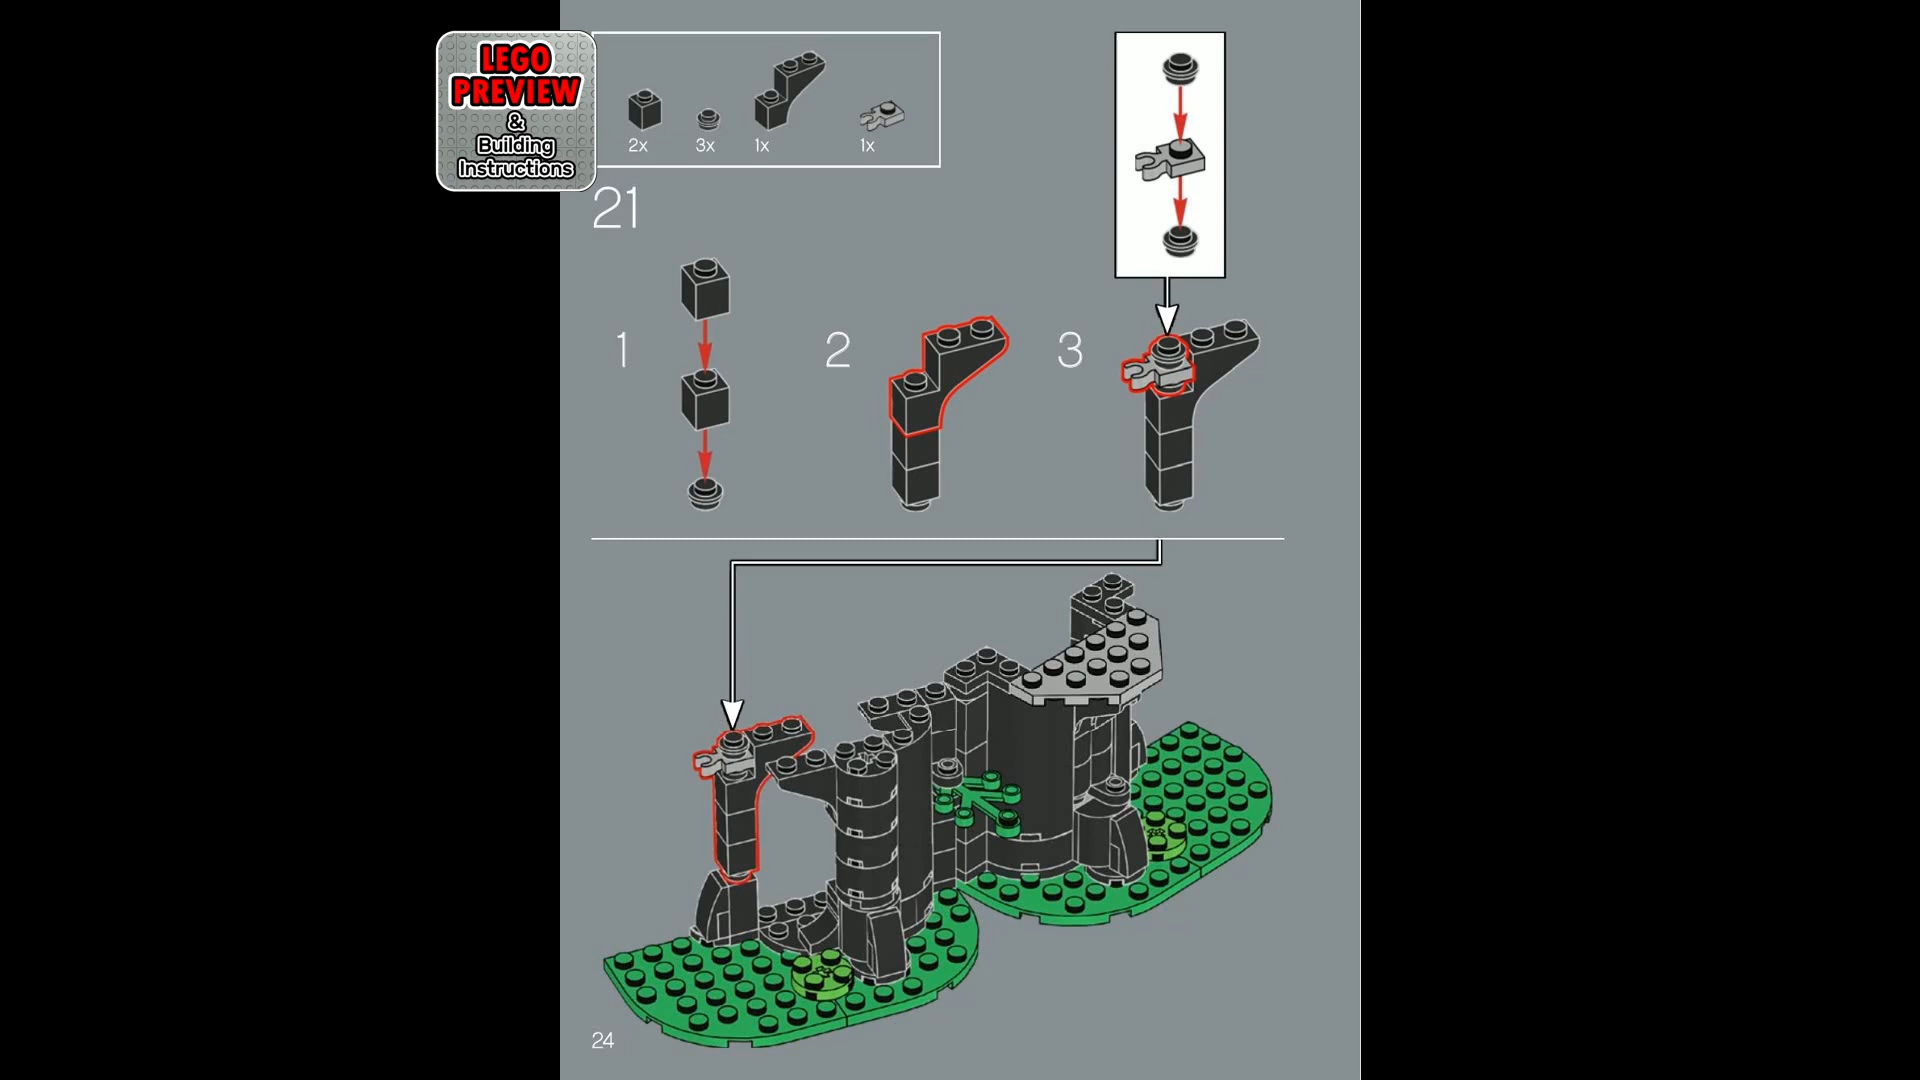 LEGO
PREVIEW
&
Building
Instructions
2x 3x 1x 1x
21
1 2 3
24